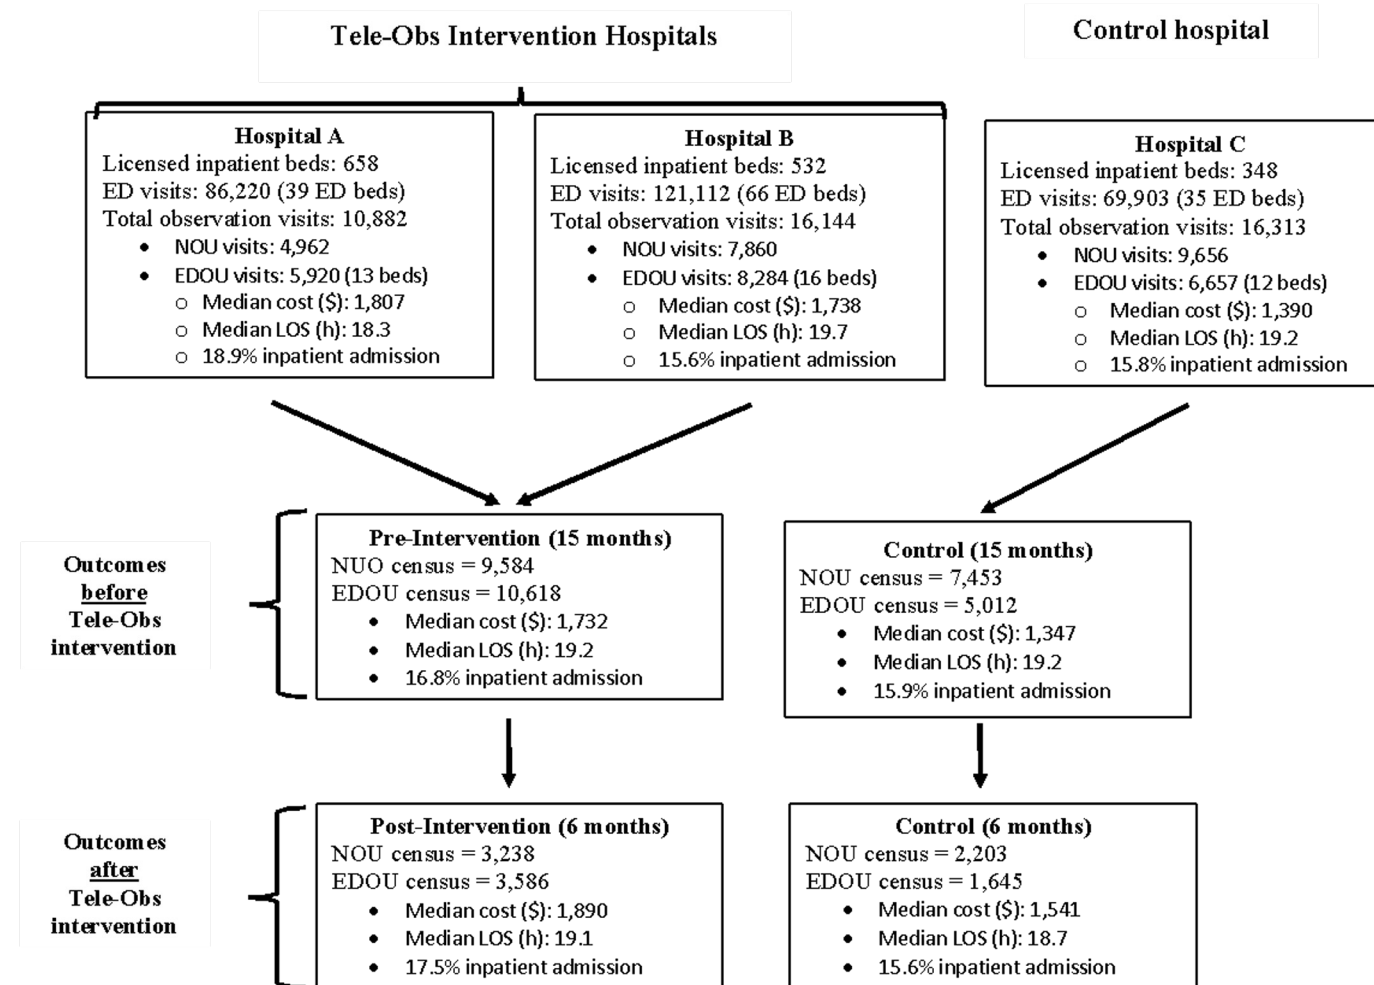 Tele-Obs Intervention Hospitals
Control hospital
Hospital A
Licensed inpatient beds: 658
ED visits: 86,220 (39 ED beds)
Total observation visits: 10,882
• NOU visits: 4,962
• EDOU visits: 5,920 (13 beds)
○ Median cost ($): 1,807
○ Median LOS (h): 18.3
○ 18.9% inpatient admission
Hospital B
Licensed inpatient beds: 532
ED visits: 121,112 (66 ED beds)
Total observation visits: 16,144
• NOU visits: 7,860
• EDOU visits: 8,284 (16 beds)
○ Median cost ($): 1,738
○ Median LOS (h): 19.7
○ 15.6% inpatient admission
Hospital C
Licensed inpatient beds: 348
ED visits: 69,903 (35 ED beds)
Total observation visits: 16,313
• NOU visits: 9,656
• EDOU visits: 6,657 (12 beds)
○ Median cost ($): 1,390
○ Median LOS (h): 19.2
○ 15.8% inpatient admission
Outcomes
before
Tele-Obs
intervention
Pre-Intervention (15 months)
NUO census = 9,584
EDOU census = 10,618
• Median cost ($): 1,732
• Median LOS (h): 19.2
• 16.8% inpatient admission
Control (15 months)
NOU census = 7,453
EDOU census = 5,012
• Median cost ($): 1,347
• Median LOS (h): 19.2
• 15.9% inpatient admission
Outcomes
after
Tele-Obs
intervention
Post-Intervention (6 months)
NOU census = 3,238
EDOU census = 3,586
• Median cost ($): 1,890
• Median LOS (h): 19.1
• 17.5% inpatient admission
Control (6 months)
NOU census = 2,203
EDOU census = 1,645
• Median cost ($): 1,541
• Median LOS (h): 18.7
• 15.6% inpatient admission